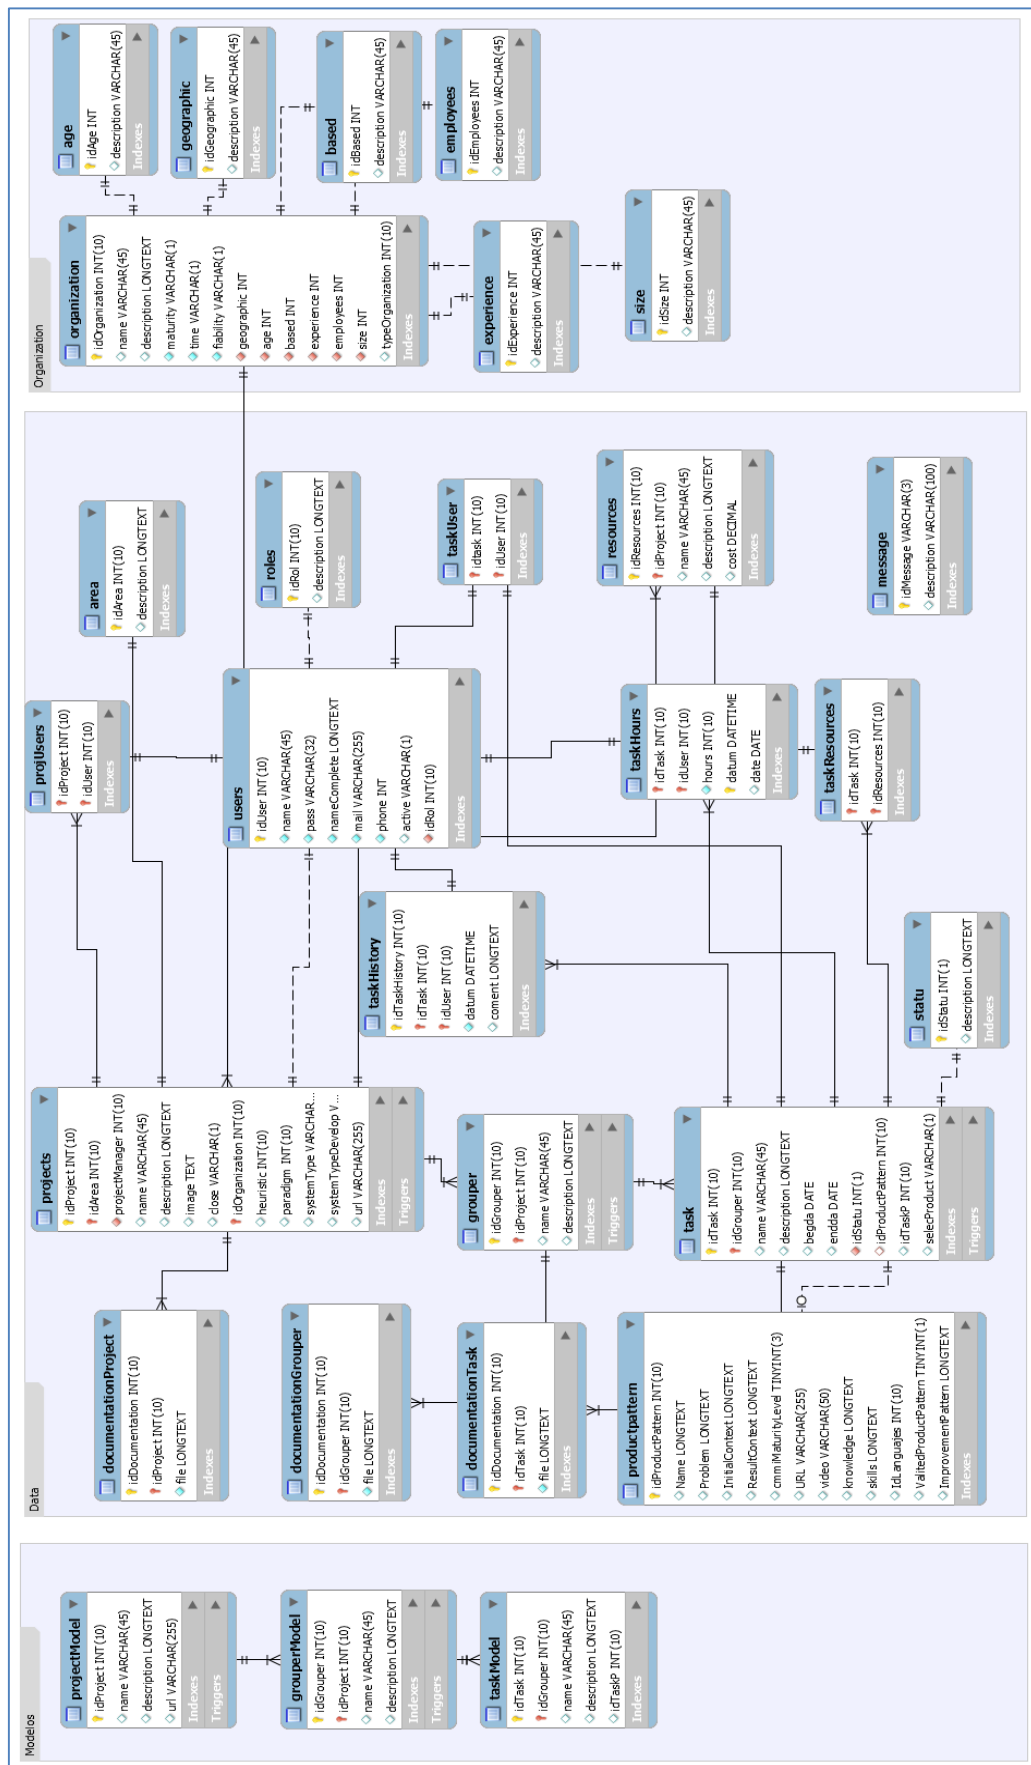 Modelos
projectModel
idProject INT(10)
name VARCHAR(45)
description LONGTEXT
url VARCHAR(255)
Indexes
Triggers
grouperModel
idGrouper INT(10)
idProject INT(10)
name VARCHAR(45)
description LONGTEXT
Indexes
Triggers
taskModel
idTask INT(10)
idGrouper INT(10)
name VARCHAR(45)
description LONGTEXT
idTaskP INT(10)
Indexes
Data
documentationProject
idDocumentation INT(10)
idProject INT(10)
file LONGTEXT
Indexes
documentationGrouper
idDocumentation INT(10)
idGrouper INT(10)
file LONGTEXT
Indexes
documentationTask
idDocumentation INT(10)
idTask INT(10)
file LONGTEXT
Indexes
productpattern
idProductPattern INT(10)
Name LONGTEXT
Problem LONGTEXT
InitialContext LONGTEXT
ResultContext LONGTEXT
cmmiMaturityLevel TINYINT(3)
URL VARCHAR(255)
video VARCHAR(50)
knowledge LONGTEXT
skills LONGTEXT
IdLanguajes INT(10)
ValitedProductPattern TINYINT(1)
ImprovementPattern LONGTEXT
Indexes
projects
idProject INT(10)
idArea INT(10)
projectManager INT(10)
name VARCHAR(45)
description LONGTEXT
image TEXT
close VARCHAR(1)
idOrganization INT(10)
heuristic INT(10)
paradigm INT(10)
systemType VARCHAR...
systemTypeDevelop V...
url VARCHAR(255)
Indexes
Triggers
grouper
idGrouper INT(10)
idProject INT(10)
name VARCHAR(45)
description LONGTEXT
Indexes
Triggers
task
idTask INT(10)
idGrouper INT(10)
name VARCHAR(45)
description LONGTEXT
begda DATE
endda DATE
idStatu INT(1)
idProductPattern INT(10)
idTaskP INT(10)
selecProduct VARCHAR(1)
Indexes
Triggers
taskHistory
idTaskHistory INT(10)
idTask INT(10)
idUser INT(10)
datum DATETIME
coment LONGTEXT
Indexes
statu
idStatu INT(1)
description LONGTEXT
Indexes
projUsers
idProject INT(10)
idUser INT(10)
Indexes
users
idUser INT(10)
name VARCHAR(45)
pass VARCHAR(32)
nameComplete LONGTEXT
mail VARCHAR(255)
phone INT
active VARCHAR(1)
idRol INT(10)
Indexes
taskHours
idTask INT(10)
idUser INT(10)
hours INT(10)
datum DATETIME
date DATE
Indexes
taskResources
idTask INT(10)
idResources INT(10)
Indexes
area
idArea INT(10)
description LONGTEXT
Indexes
roles
idRol INT(10)
description LONGTEXT
Indexes
taskUser
idtask INT(10)
idUser INT(10)
Indexes
resources
idResources INT(10)
idProject INT(10)
name VARCHAR(45)
description LONGTEXT
cost DECIMAL
Indexes
message
idMessage VARCHAR(3)
description VARCHAR(100)
Indexes
Organization
organization
idOrganization INT(10)
name VARCHAR(45)
description LONGTEXT
maturity VARCHAR(1)
time VARCHAR(1)
fiability VARCHAR(1)
geographic INT
age INT
based INT
experience INT
employees INT
size INT
typeOrganization INT(10)
Indexes
experience
idExperience INT
description VARCHAR(45)
Indexes
size
idSize INT
description VARCHAR(45)
Indexes
age
idAge INT
description VARCHAR(45)
Indexes
geographic
idGeographic INT
description VARCHAR(45)
Indexes
based
idBased INT
description VARCHAR(45)
Indexes
employees
idEmployees INT
description VARCHAR(45)
Indexes